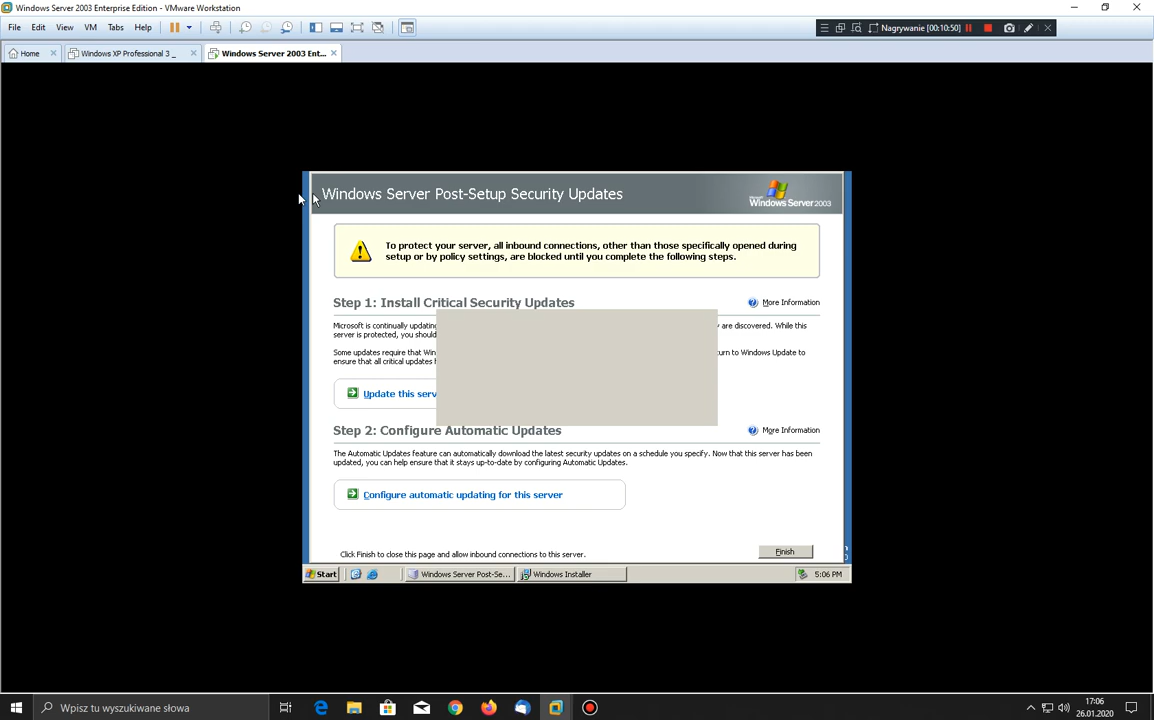 Windows Server 2003 Enterprise Edition - VMware Workstation
File Edit View VM Tabs Help
Nagrywanie [00:10:50]
Home Windows XP Professional 3 _ Windows Server 2003 Ent...
Windows Server Post-Setup Security Updates
Windows Server 2003
To protect your server, all inbound connections, other than those specifically opened during
setup or by policy settings, are blocked until you complete the following steps.
Step 1: Install Critical Security Updates
More Information
Microsoft is continually updating are discovered. While this
server is protected, you should
Some updates require that Win turn to Windows Update to
ensure that all critical updates
Update this serv
Step 2: Configure Automatic Updates
More Information
The Automatic Updates feature can automatically download the latest security updates on a schedule you specify. Now that this server has been
updated, you can help ensure that it stays up-to-date by configuring Automatic Updates.
Configure automatic updating for this server
Click Finish to close this page and allow inbound connections to this server.
Finish
Start Windows Server Post-Se... Windows Installer 5:06 PM
Wpisz tu wyszukiwane słowa
17:06
26.01.2020